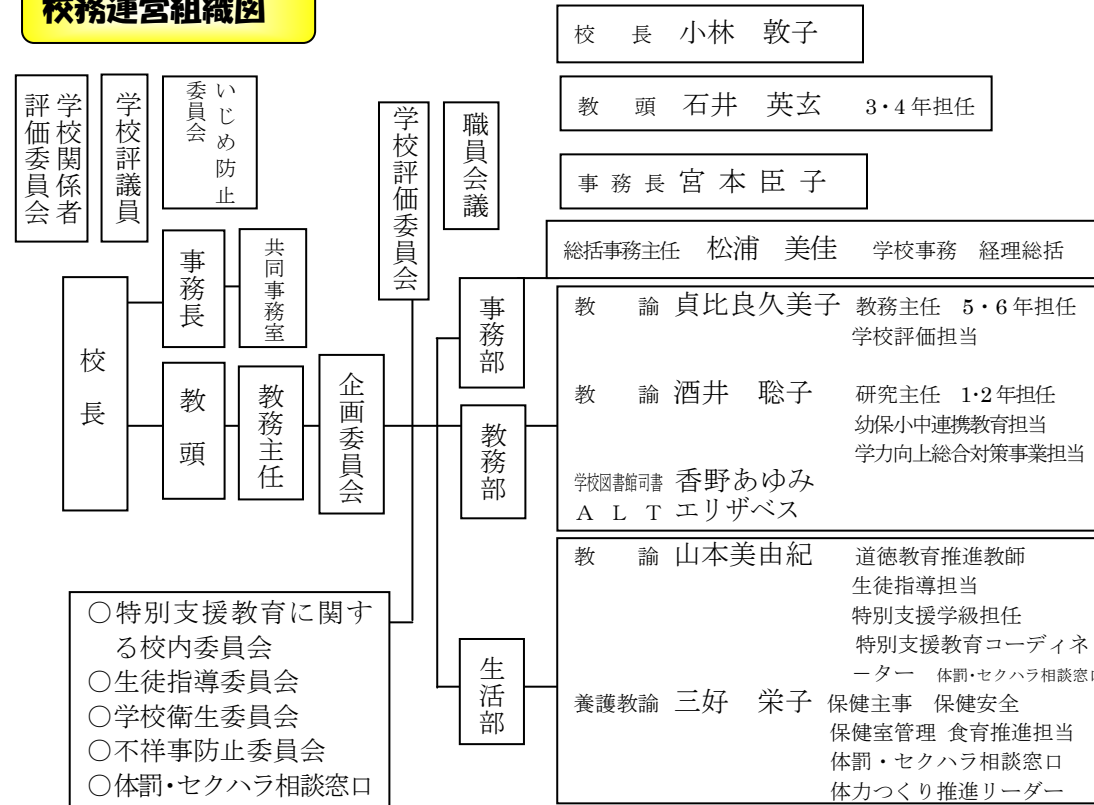 校務運営組織図
校　長 小林　敦子
教　頭 石井　英玄 3・4年担任
事務長 宮本臣子
総括事務主任 松浦　美佳 学校事務　経理総括
学校関係者
評価委員会
学校評議員
いじめ防止
委員会
学校評価委員会
職員会議
事務長
共同事務室
校長
教頭
教務主任
企画委員会
事務部
教務部
生活部
教　諭 貞比良久美子 教務主任　5・6年担任
学校評価担当
教　諭 酒井　聡子 研究主任　1・2年担任
幼保小中連携教育担当
学力向上総合対策事業担当
学校図書館司書 香野あゆみ
ＡＬＴ エリザベス
教　諭 山本美由紀 道徳教育推進教師
生徒指導担当
特別支援学級担任
特別支援教育コーディネ
ーター　体罰・セクハラ相談窓口
養護教諭 三好　栄子 保健主事　保健安全
保健室管理 食育推進担当
体罰・セクハラ相談窓口
体力つくり推進リーダー
○特別支援教育に関す
る校内委員会
○生徒指導委員会
○学校衛生委員会
○不祥事防止委員会
○体罰・セクハラ相談窓口